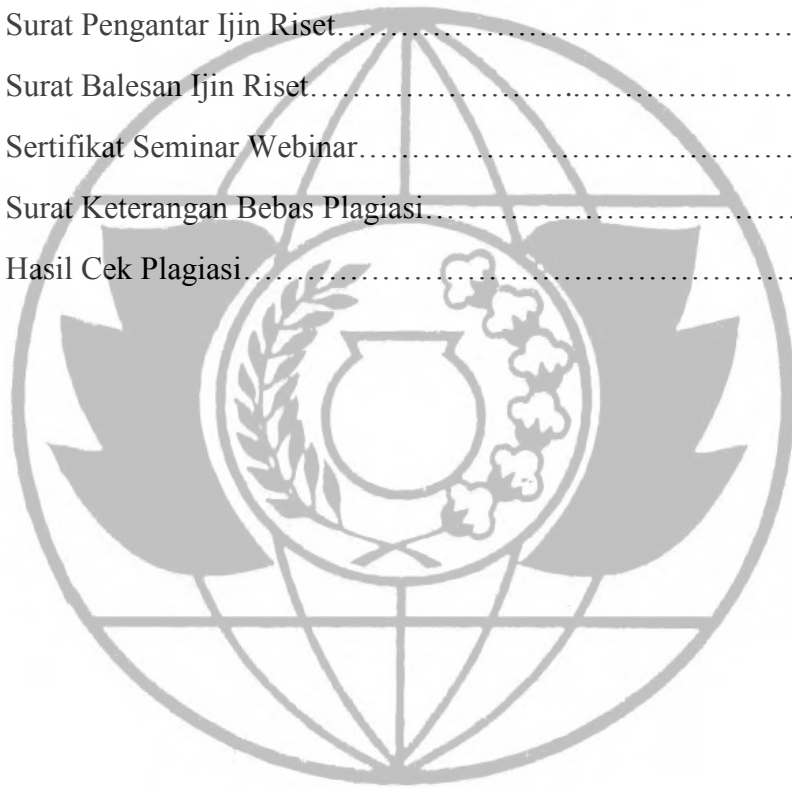 Surat Pengantar Ijin Riset……………………………………………
Surat Balesan Ijin Riset……………………..……………………
Sertifikat Seminar Webinar…………………………………………
Surat Keterangan Bebas Plagiasi…………………………………
Hasil Cek Plagiasi……………………………………………………